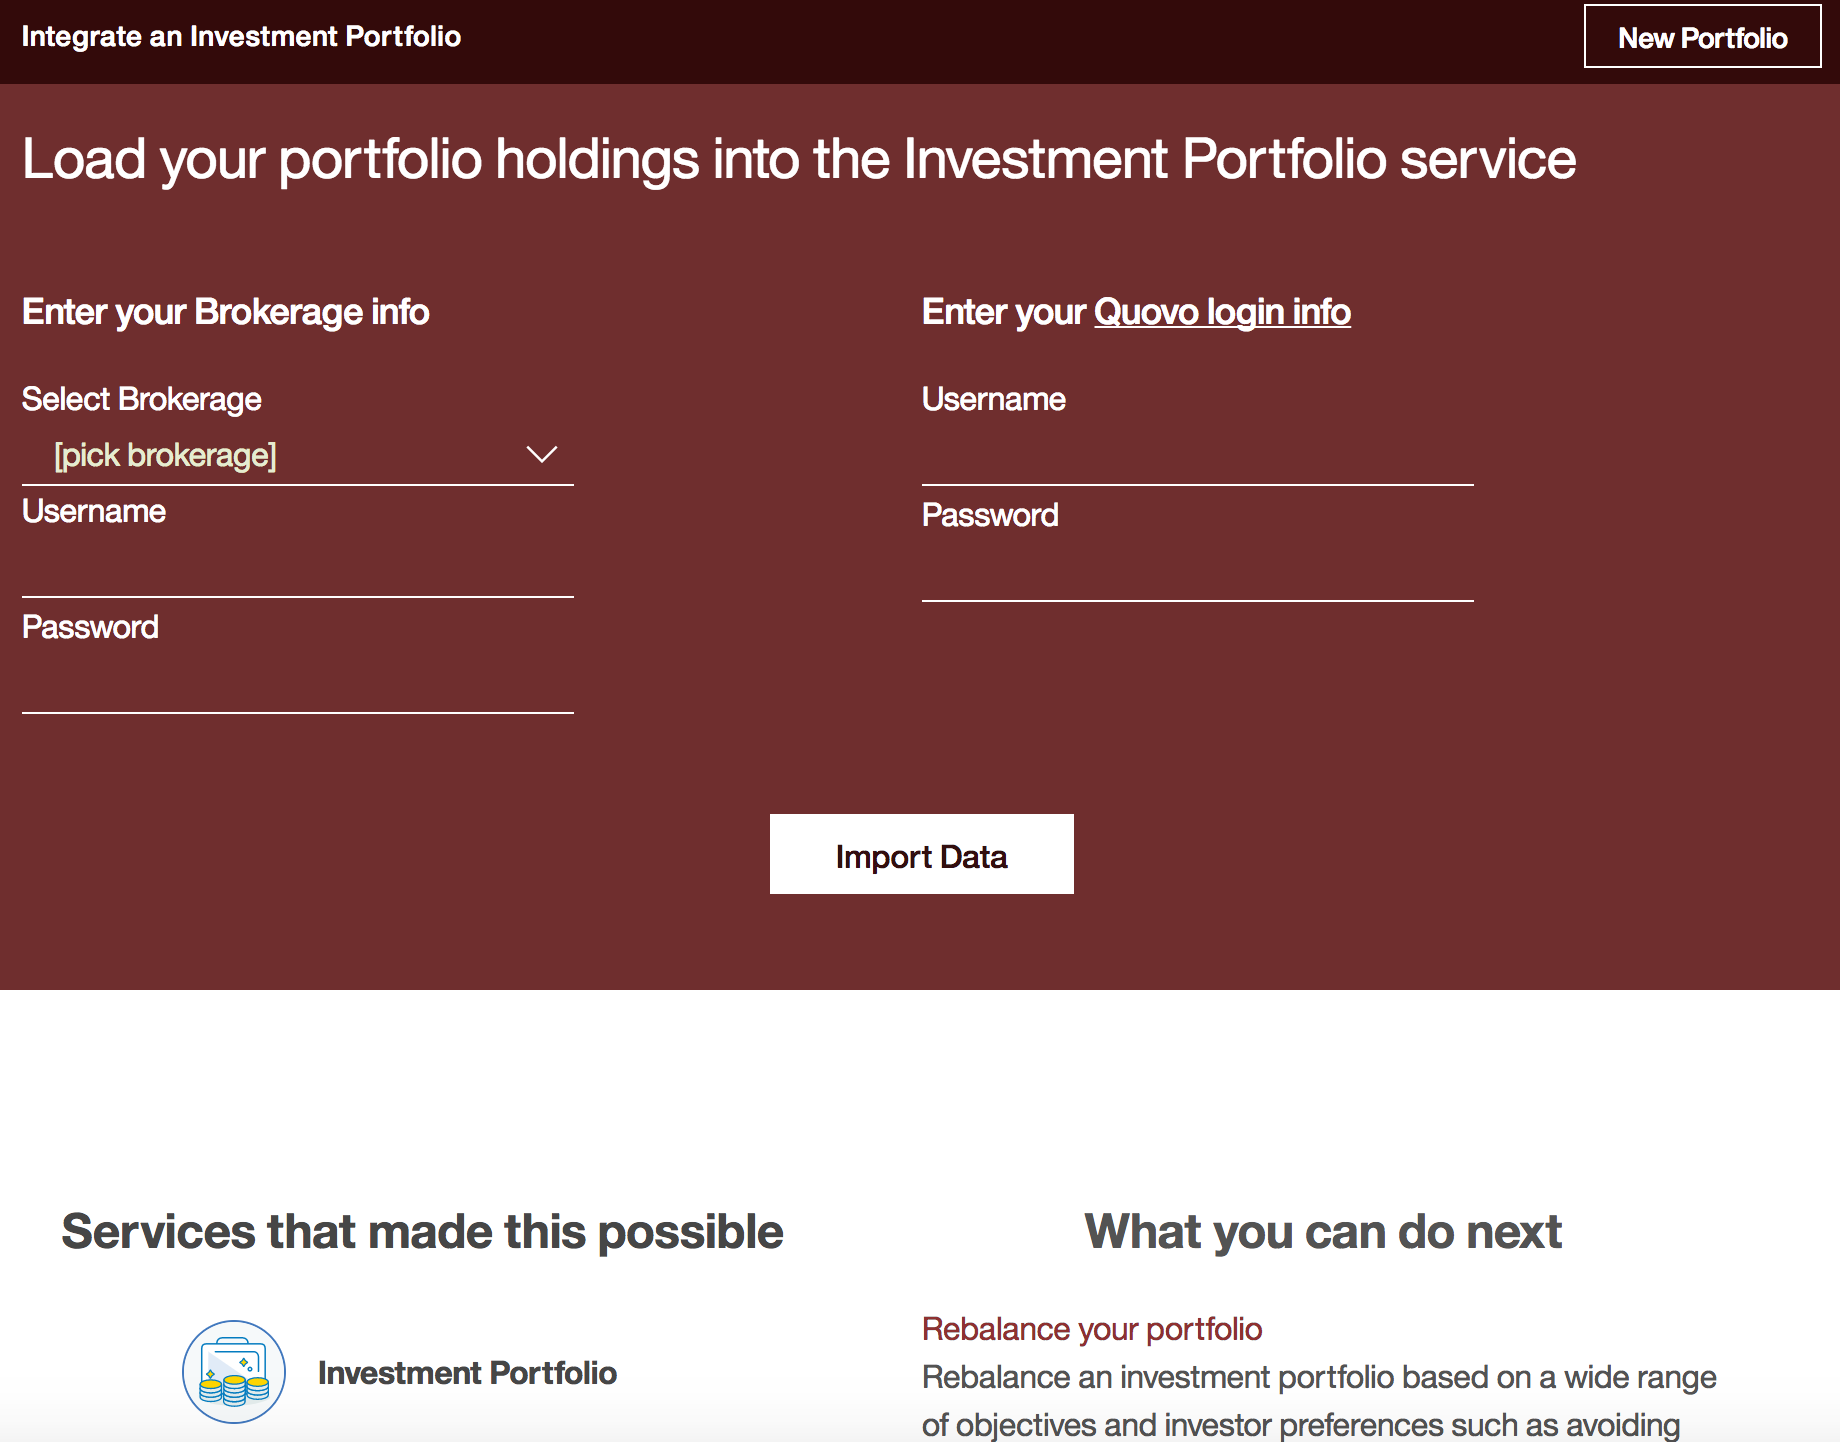 Integrate an Investment Portfolio
New Portfolio
Load your portfolio holdings into the Investment Portfolio service
Enter your Brokerage info
Select Brokerage
[pick brokerage]
Username
Password
Enter your Quovo login info
Username
Password
Import Data
Services that made this possible
Investment Portfolio
What you can do next
Rebalance your portfolio
Rebalance an investment portfolio based on a wide range
of objectives and investor preferences such as avoiding